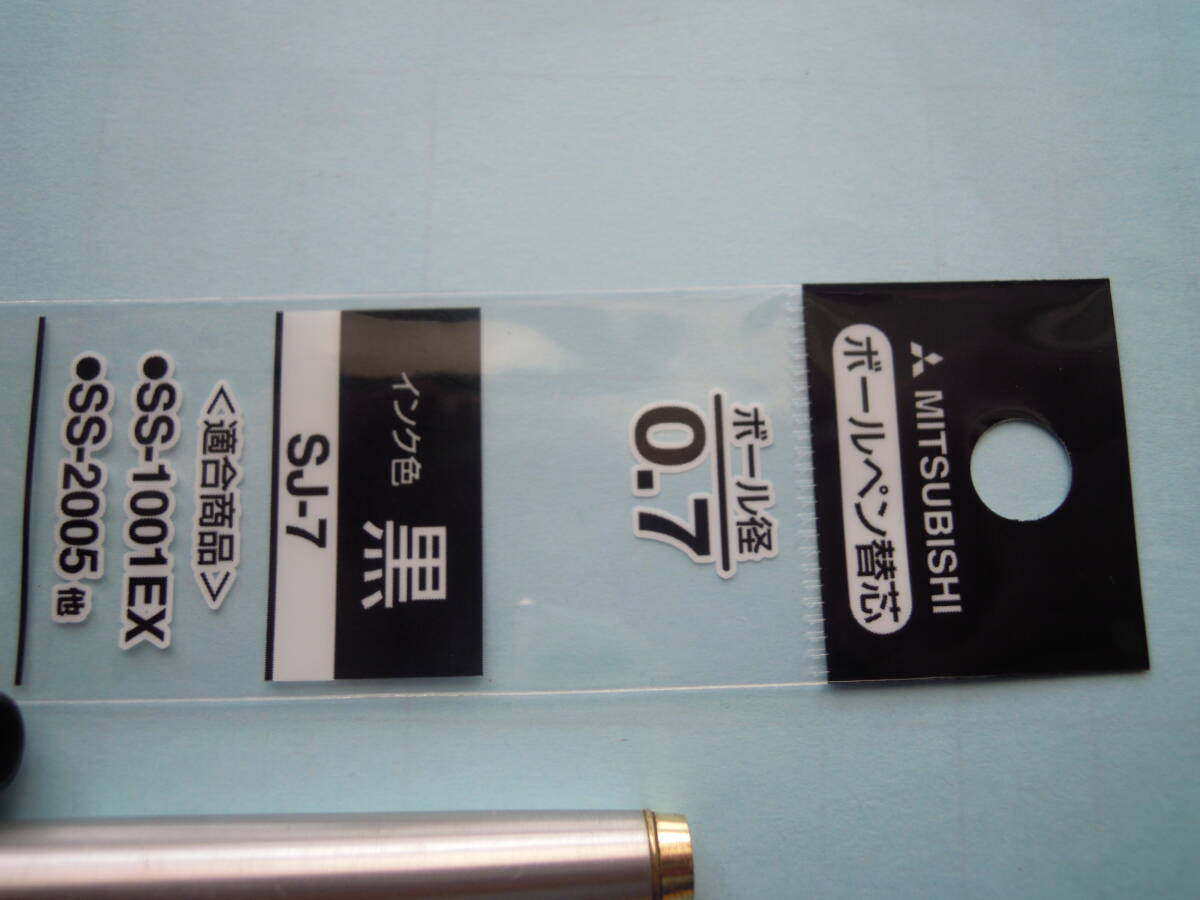 MITSUBISHI
ボールペン替芯
ボール径
0.7
インク色 黒
SJ-7
<適合商品>
●SS-1001EX
●SS-2005他